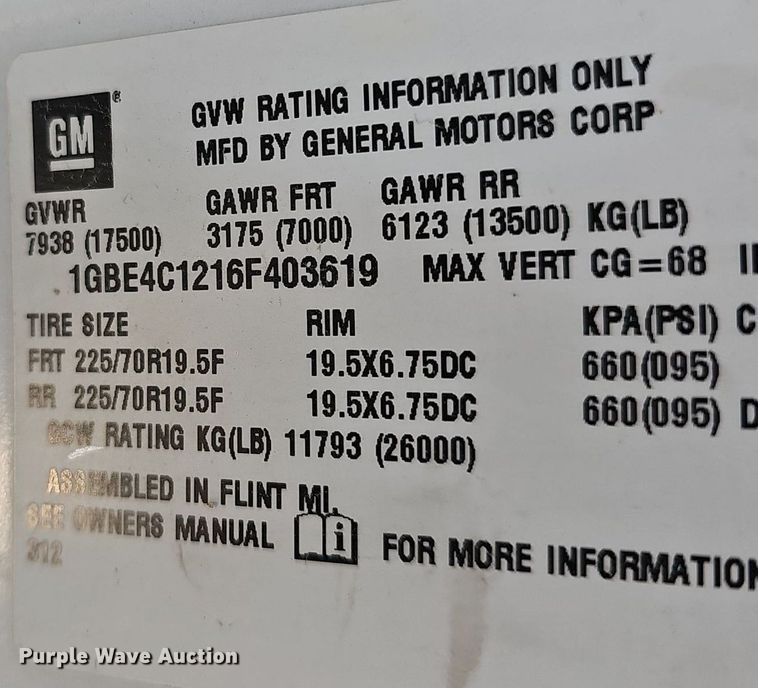 GM®
GVW RATING INFORMATION ONLY
MFD BY GENERAL MOTORS CORP
GVWR GAWR FRT GAWR RR
7938 (17500) 3175 (7000) 6123 (13500) KG(LB)
1GBE4C1216F403619 MAX VERT CG=68
TIRE SIZE RIM KPA(PSI) C
FRT 225/70R19.5F 19.5X6.75DC 660(095)
RR 225/70R19.5F 19.5X6.75DC 660(095) D
GCW RATING KG(LB) 11793 (26000)
ASSEMBLED IN FLINT MI.
SEE OWNERS MANUAL i FOR MORE INFORMATION
312
Purple Wave Auction